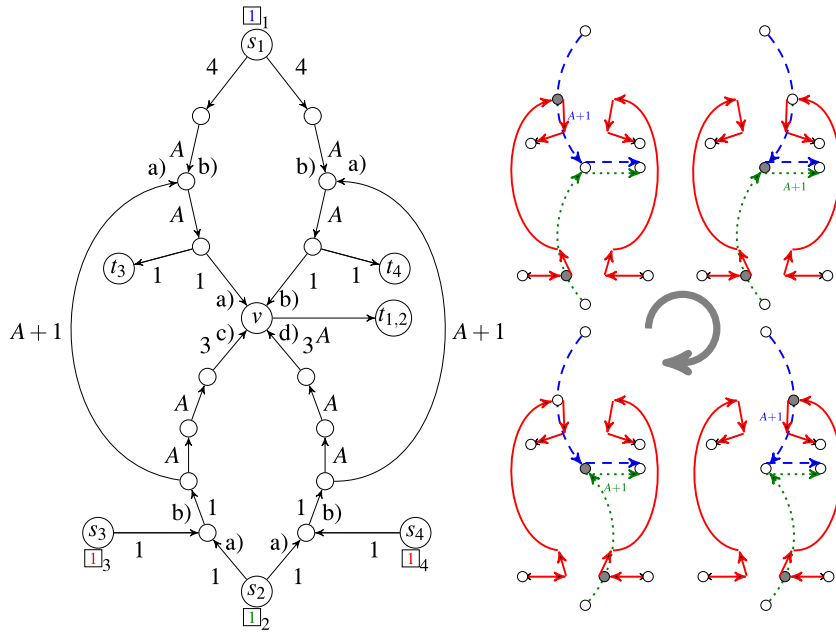 1 1
s1
4 4
A A
a) b) b) a)
A A
t3 1 1 1 1 t4
a) b)
v t1,2
A
A+1 c) d) A+1
3 3
A A
A A
1 1
b) b)
s3 s4
1 a) a) 1
1 3 1 1 1 4
s2
1 2
A+1
A+1
A+1
A+1